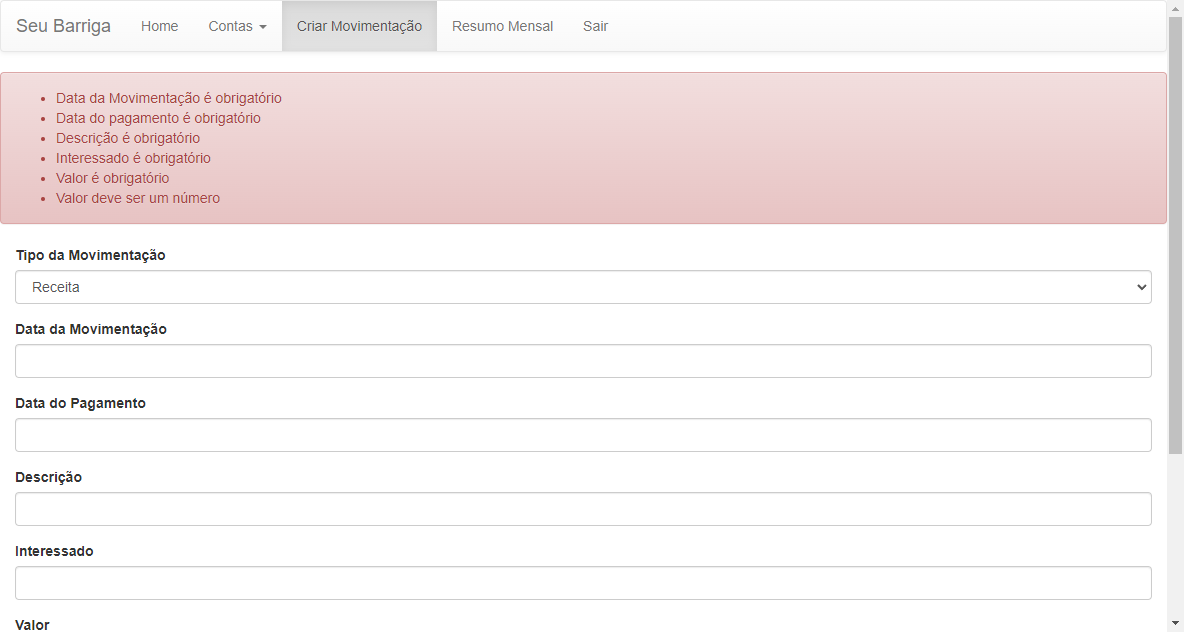 Seu Barriga Home Contas Criar Movimentação Resumo Mensal Sair
Data da Movimentação é obrigatório
Data do pagamento é obrigatório
Descrição é obrigatório
Interessado é obrigatório
Valor é obrigatório
Valor deve ser um número
Tipo da Movimentação
Receita
Data da Movimentação
Data do Pagamento
Descrição
Interessado
Valor